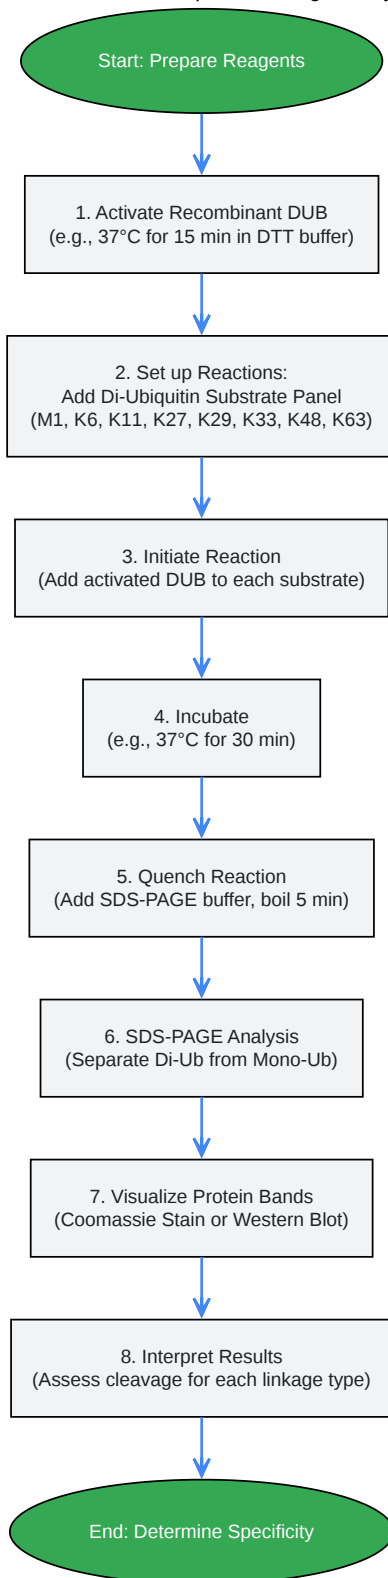 Start: Prepare Reagents
1. Activate Recombinant DUB
(e.g., 37°C for 15 min in DTT buffer)
2. Set up Reactions:
Add Di-Ubiquitin Substrate Panel
(M1, K6, K11, K27, K29, K33, K48, K63)
3. Initiate Reaction
(Add activated DUB to each substrate)
4. Incubate
(e.g., 37°C for 30 min)
5. Quench Reaction
(Add SDS-PAGE buffer, boil 5 min)
6. SDS-PAGE Analysis
(Separate Di-Ub from Mono-Ub)
7. Visualize Protein Bands
(Coomassie Stain or Western Blot)
8. Interpret Results
(Assess cleavage for each linkage type)
End: Determine Specificity